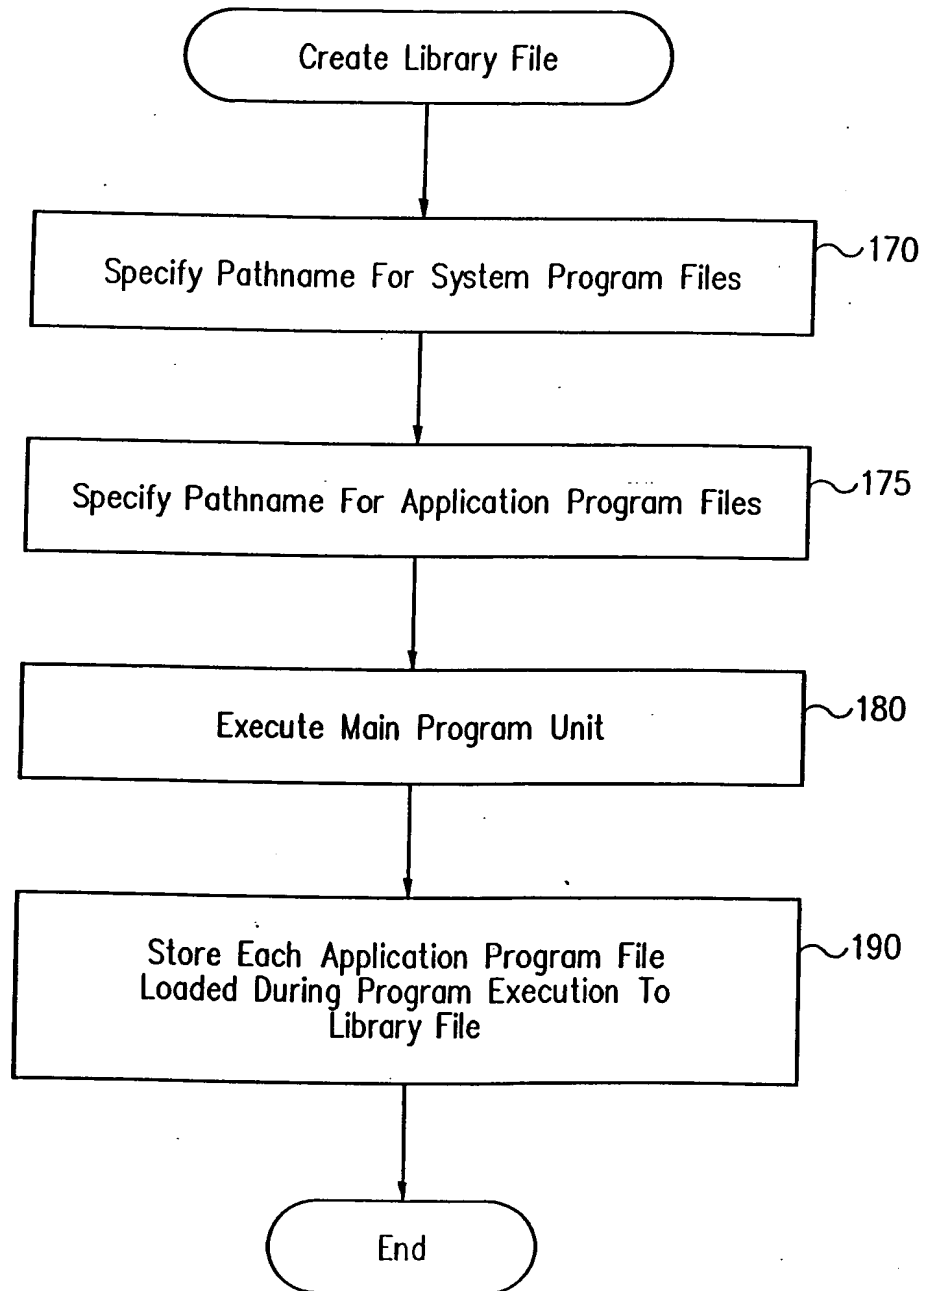 Create Library File
Specify Pathname For System Program Files
170
Specify Pathname For Application Program Files
175
Execute Main Program Unit
180
Store Each Application Program File
Loaded During Program Execution To
Library File
190
End